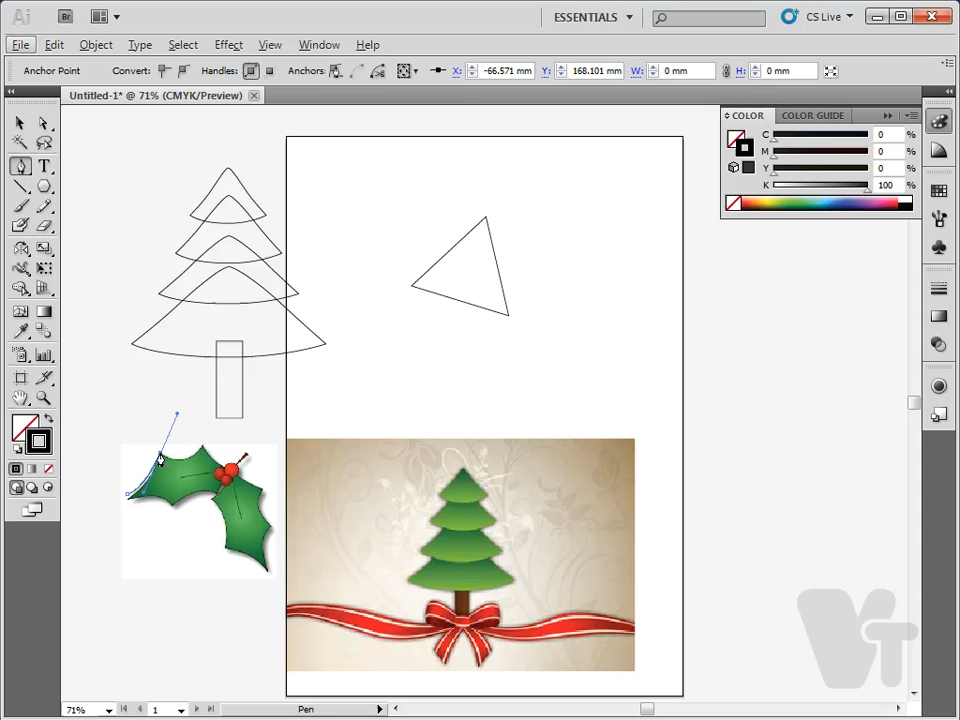 Ai Br ESSENTIALS CS Live
File Edit Object Type Select Effect View Window Help
Anchor Point Convert: Handles: Anchors: X: -66.571 mm Y: 168.101 mm W: 0 mm H: 0 mm
Untitled-1* @ 71% (CMYK/Preview)
COLOR COLOR GUIDE
C 0 %
M 0 %
Y 0 %
K 100 %
T
VT
71% 1 Pen